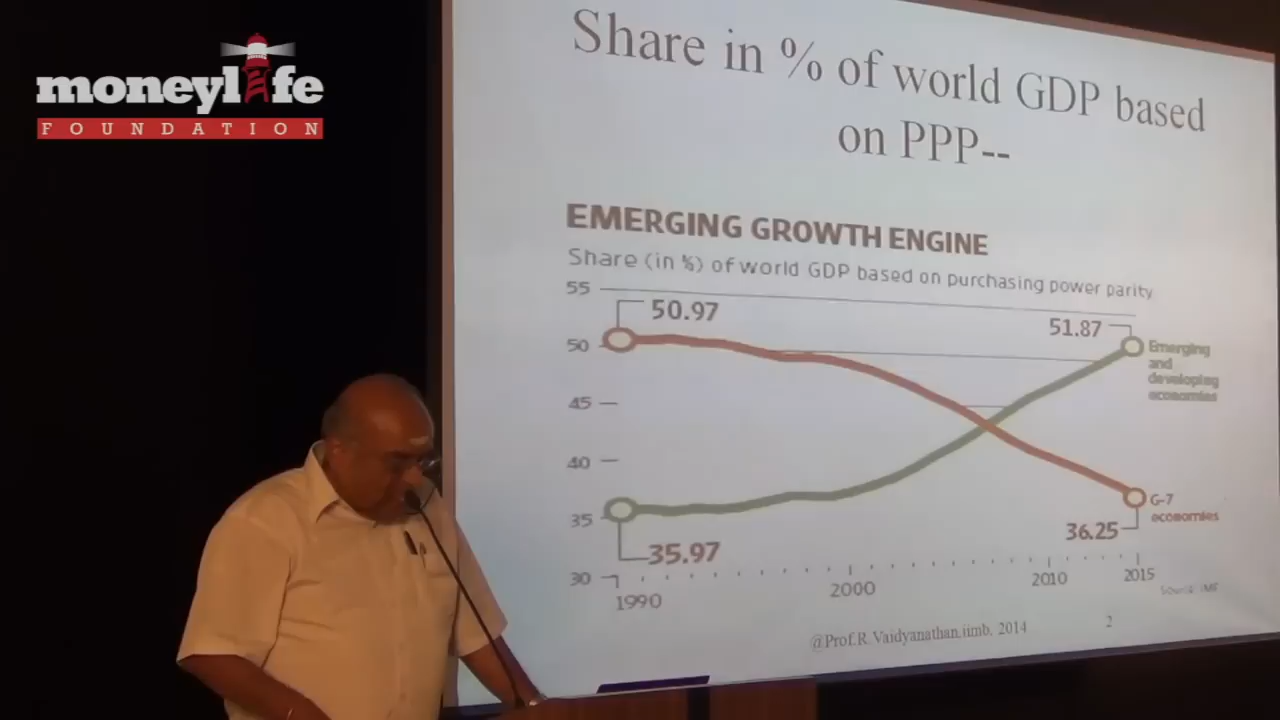 moneylife
FOUNDATION
Share in % of world GDP based
on PPP--
EMERGING GROWTH ENGINE
Share (in %) of world GDP based on purchasing power parity
55
50.97
51.87
50
Emerging
and
developing
economies
45
40
35
G-7
economies
36.25
35.97
30
1990
2000
2010
2015
Source: IMF
@Prof.R.Vaidyanathan,iimb, 2014
2